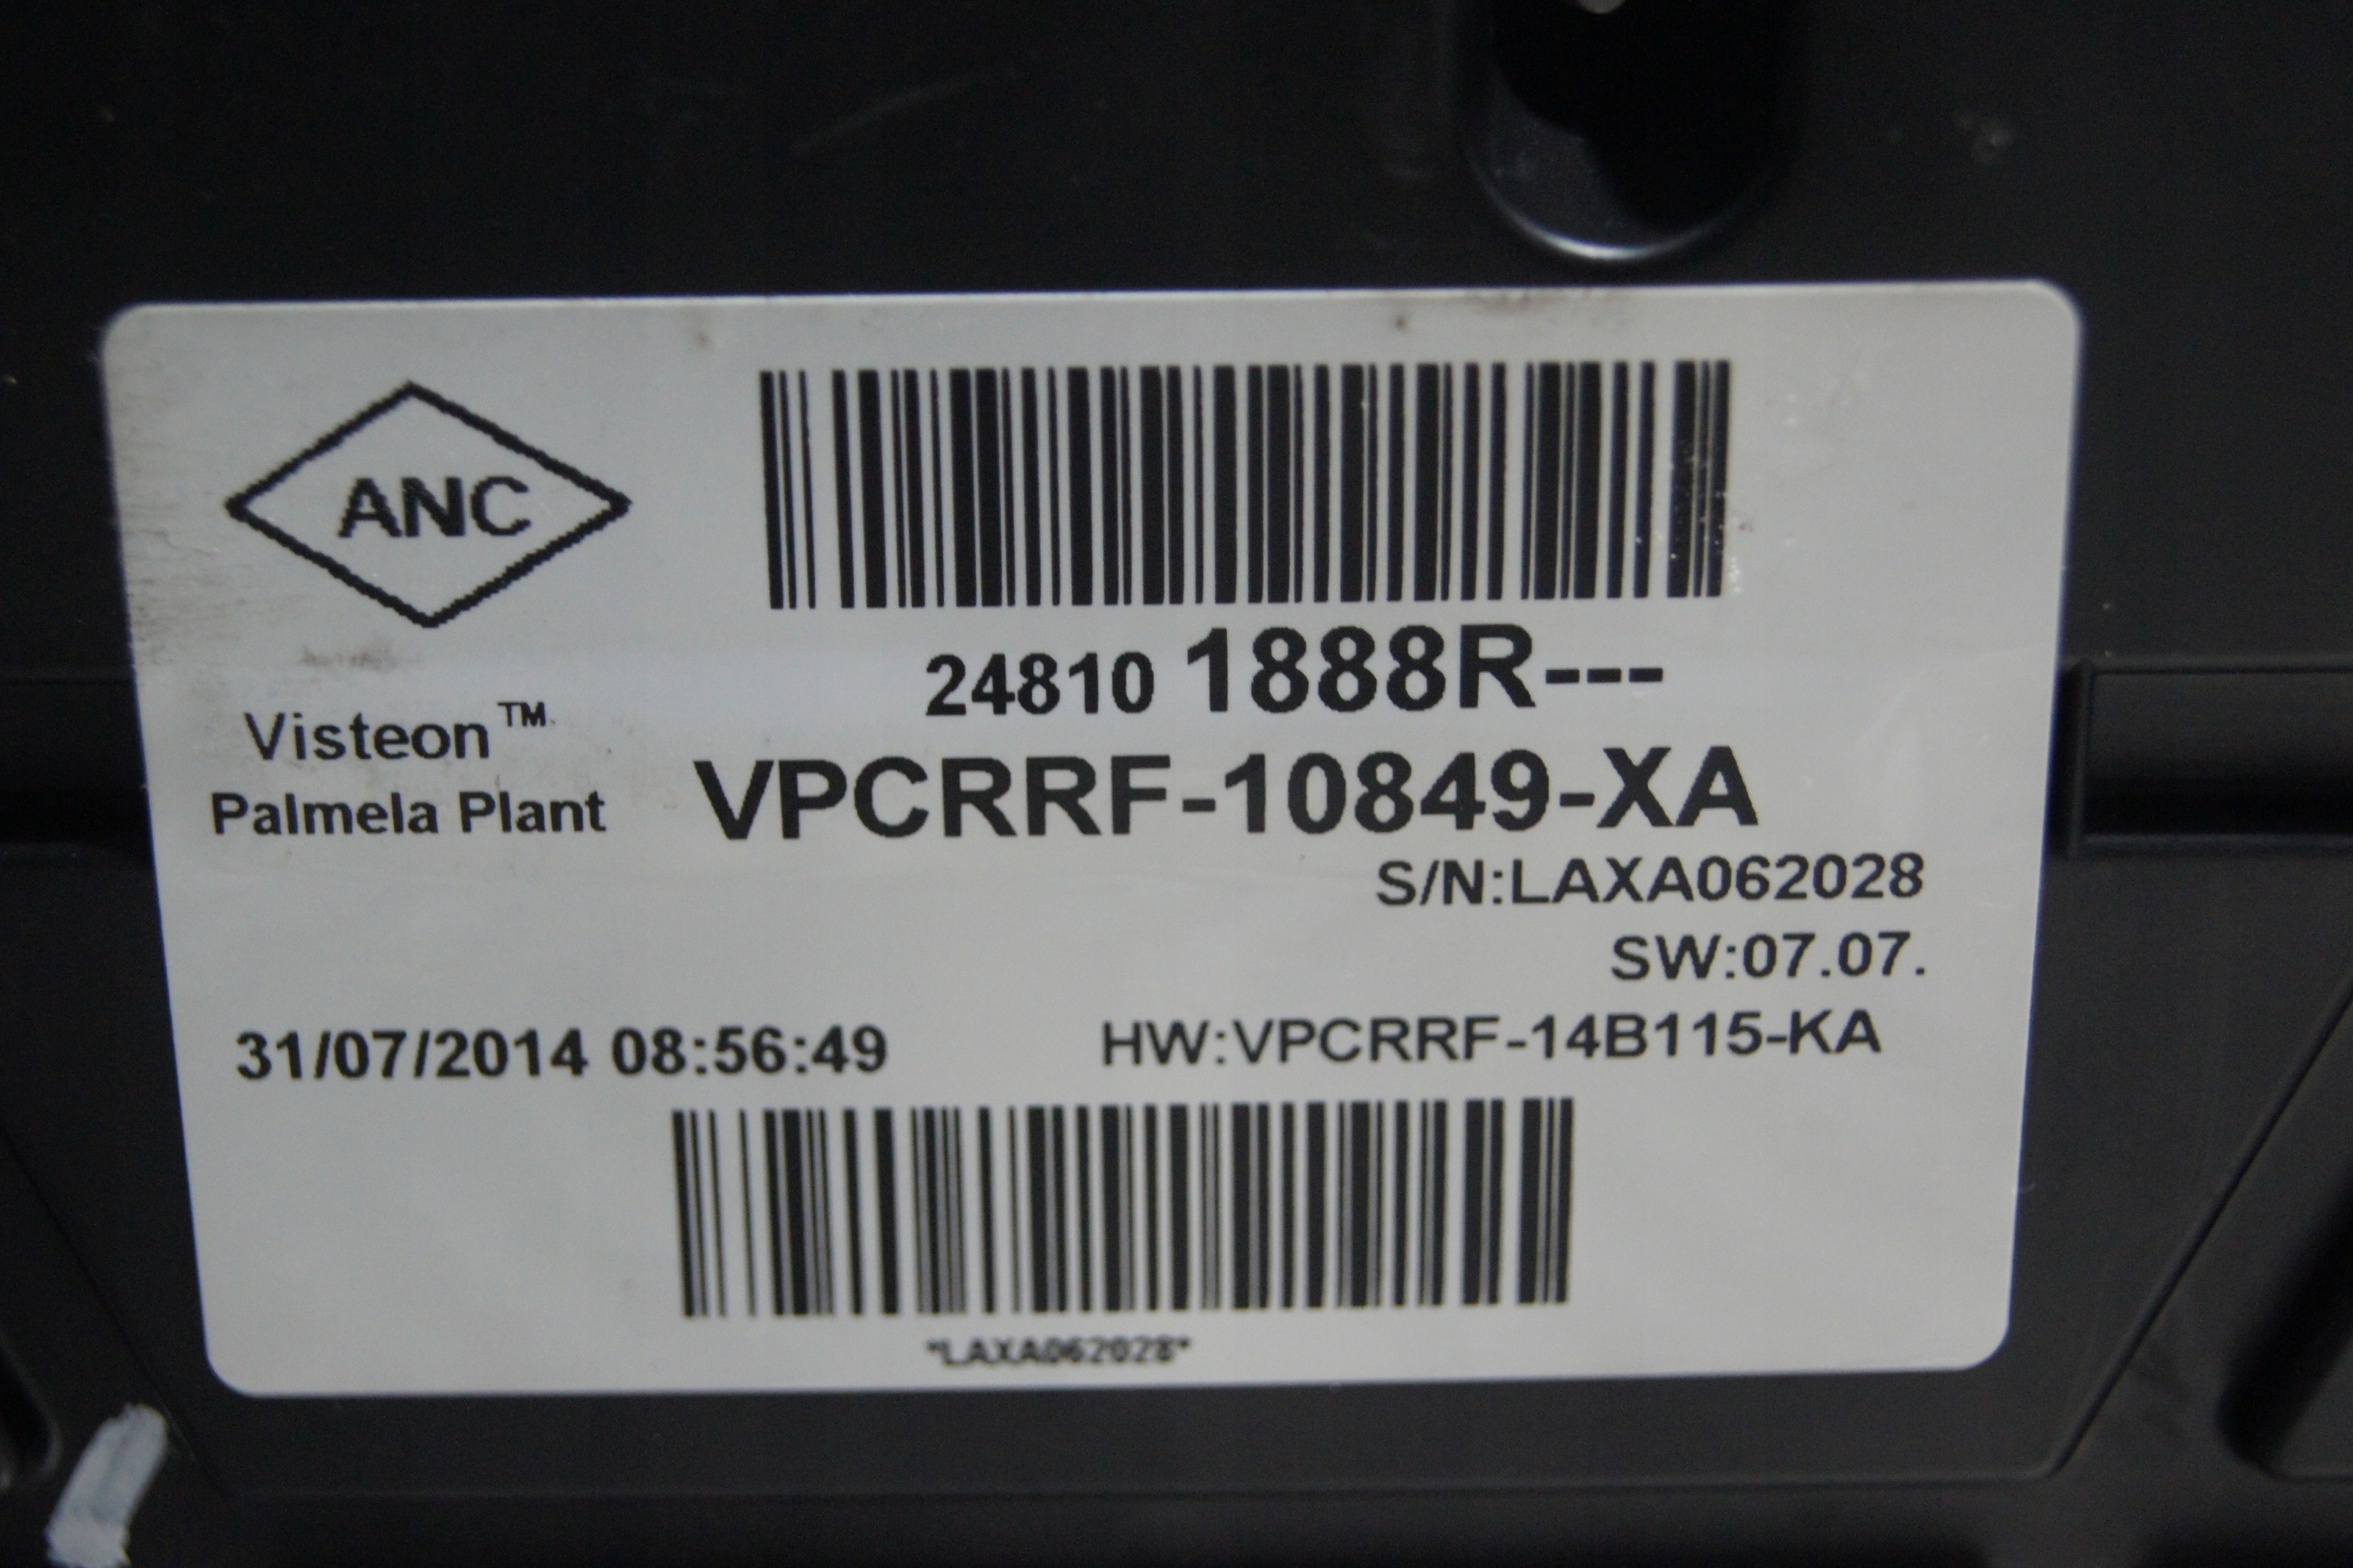 ANC
24810 1888R---
Visteon™
Palmela Plant
VPCRRF-10849-XA
S/N:LAXA062028
SW:07.07.
31/07/2014 08:56:49
HW:VPCRRF-14B115-KA
*LAXA062028*